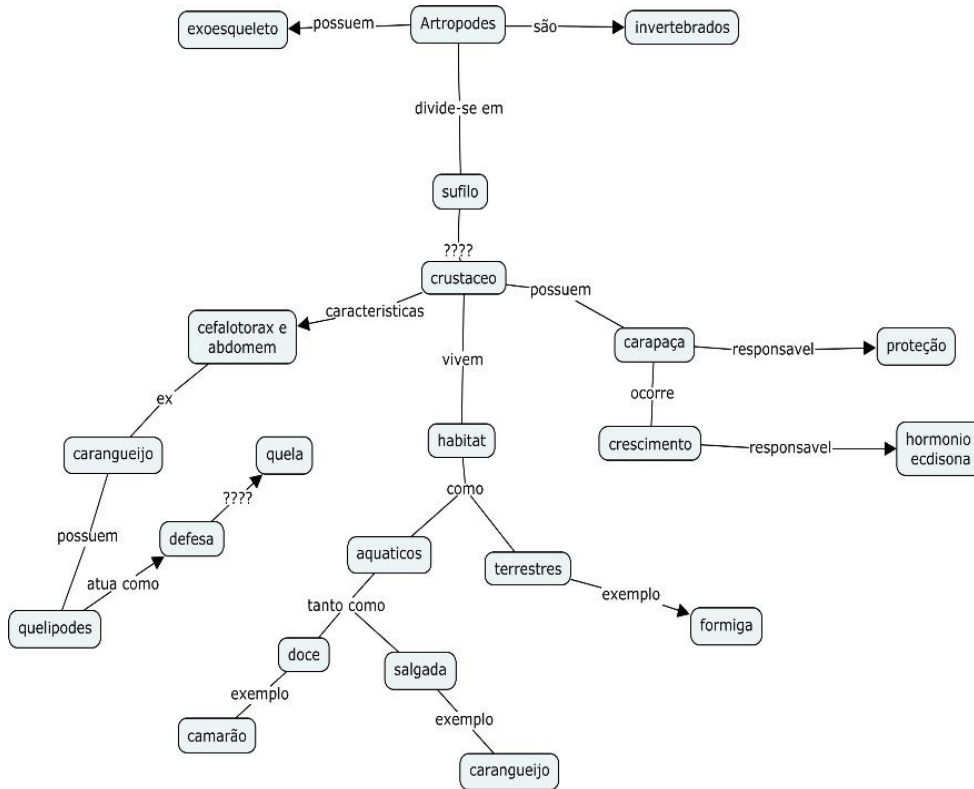 exoesqueleto
possuem
Artropodes
são
invertebrados
divide-se em
sufilo
????
crustaceo
caracteristicas
possuem
cefalotorax e
abdomem
vivem
carapaça
responsavel
proteção
ex
ocorre
carangueijo
quela
habitat
crescimento
responsavel
hormonio
ecdisona
????
como
possuem
defesa
aquaticos
terrestres
atua como
tanto como
exemplo
quelipodes
formiga
doce
salgada
exemplo
exemplo
camarão
carangueijo